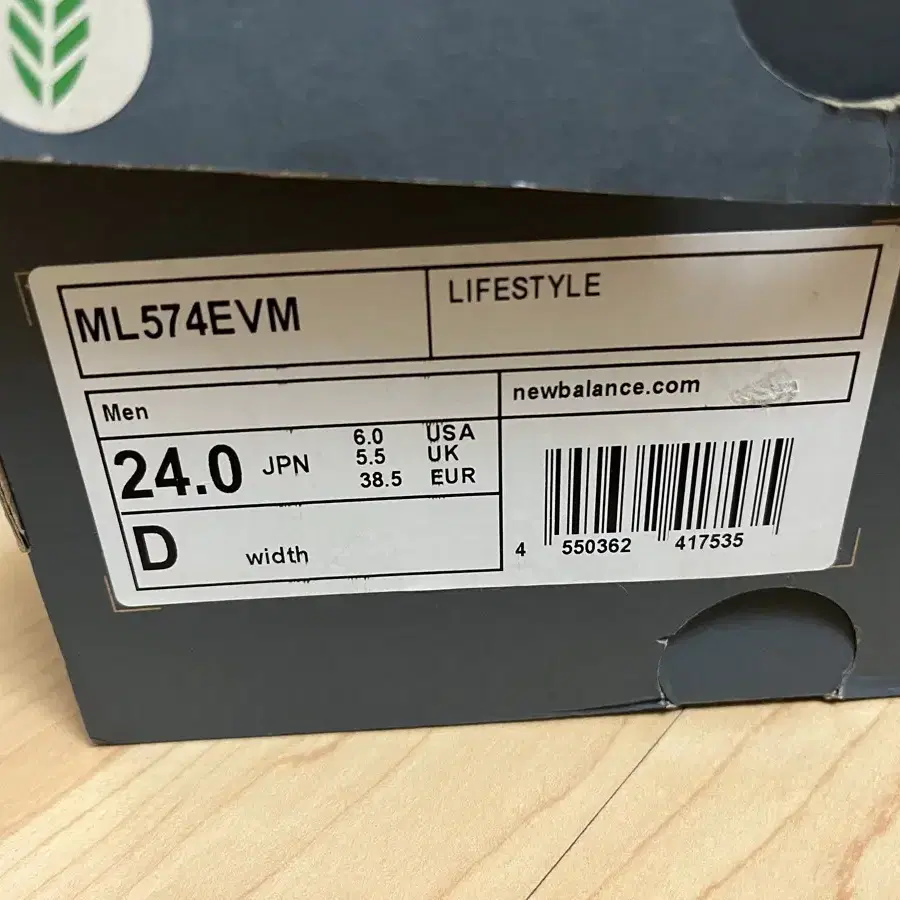 ML574EVM
LIFESTYLE
Men
newbalance.com
24.0 JPN
6.0 USA
5.5 UK
38.5 EUR
D width
4 550362 417535